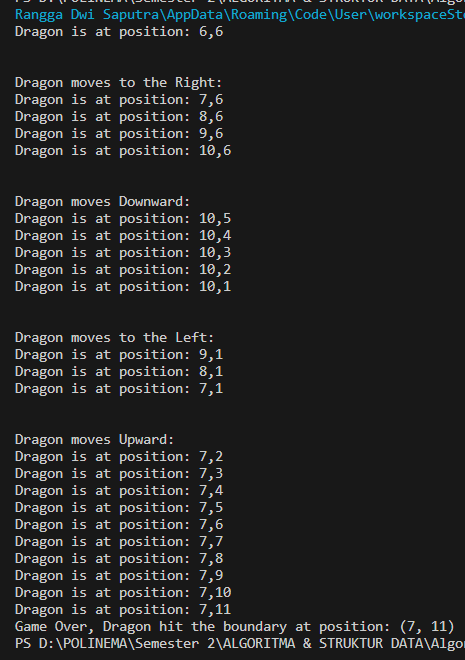 PS D:\POLINEMA\Semester 2\ALGORITMA & STRUKTUR DATA\Algo
Rangga Dwi Saputra\AppData\Roaming\Code\User\workspaceSto
Dragon is at position: 6,6
Dragon moves to the Right:
Dragon is at position: 7,6
Dragon is at position: 8,6
Dragon is at position: 9,6
Dragon is at position: 10,6
Dragon moves Downward:
Dragon is at position: 10,5
Dragon is at position: 10,4
Dragon is at position: 10,3
Dragon is at position: 10,2
Dragon is at position: 10,1
Dragon moves to the Left:
Dragon is at position: 9,1
Dragon is at position: 8,1
Dragon is at position: 7,1
Dragon moves Upward:
Dragon is at position: 7,2
Dragon is at position: 7,3
Dragon is at position: 7,4
Dragon is at position: 7,5
Dragon is at position: 7,6
Dragon is at position: 7,7
Dragon is at position: 7,8
Dragon is at position: 7,9
Dragon is at position: 7,10
Dragon is at position: 7,11
Game Over, Dragon hit the boundary at position: (7, 11)
PS D:\POLINEMA\Semester 2\ALGORITMA & STRUKTUR DATA\Algo